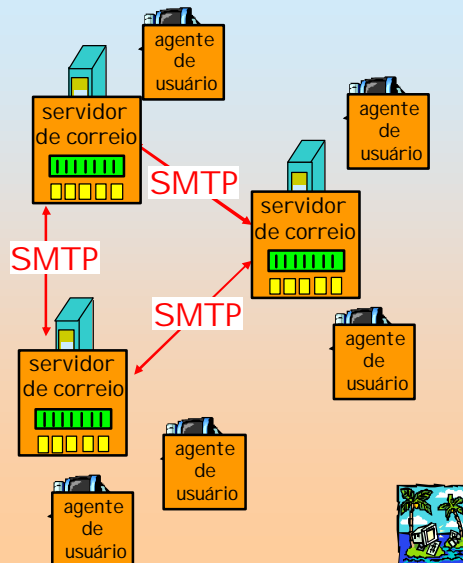 agente
de
usuário
servidor
de correio
agente
de
usuário
SMTP
servidor
de correio
SMTP
SMTP
servidor
de correio
agente
de
usuário
agente
de
usuário
agente
de
usuário